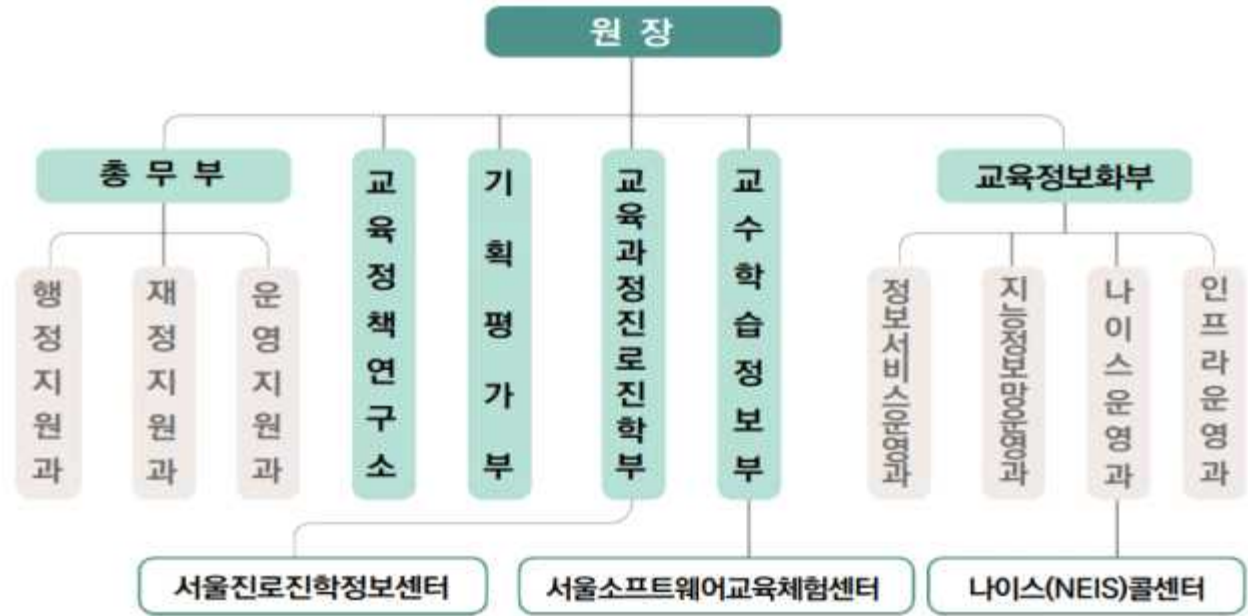 원 장
총 무 부
교육정책연구소
기획평가부
교육과정진로진학부
교수학습정보부
교육정보화부
행정지원과
재정지원과
운영지원과
정보서비스운영과
지능정보망운영과
나이스운영과
인프라운영과
서울진로진학정보센터
서울소프트웨어교육체험센터
나이스(NEIS)콜센터